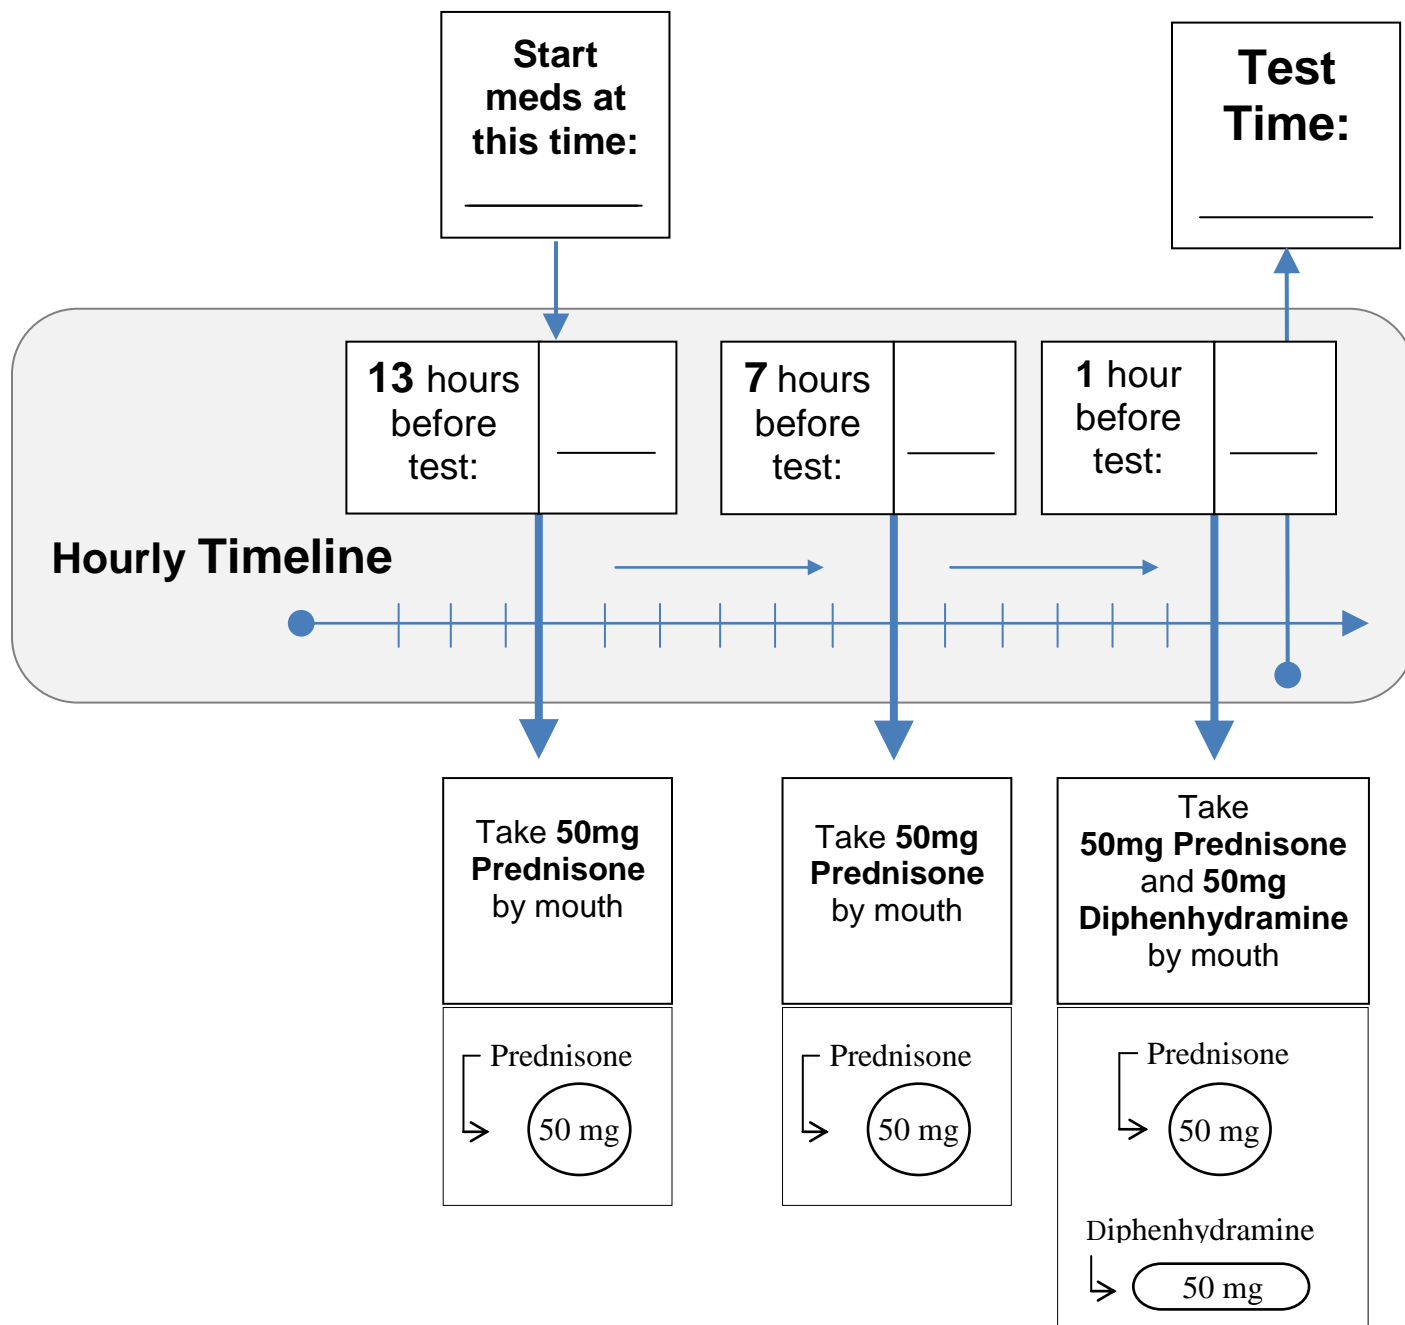 Start
meds at
this time:
Test
Time:
13 hours
before
test:
7 hours
before
test:
1 hour
before
test:
Hourly Timeline
Take 50mg
Prednisone
by mouth
Take 50mg
Prednisone
by mouth
Take
50mg Prednisone
and 50mg
Diphenhydramine
by mouth
Prednisone
50 mg
Prednisone
50 mg
Prednisone
50 mg
Diphenhydramine
50 mg